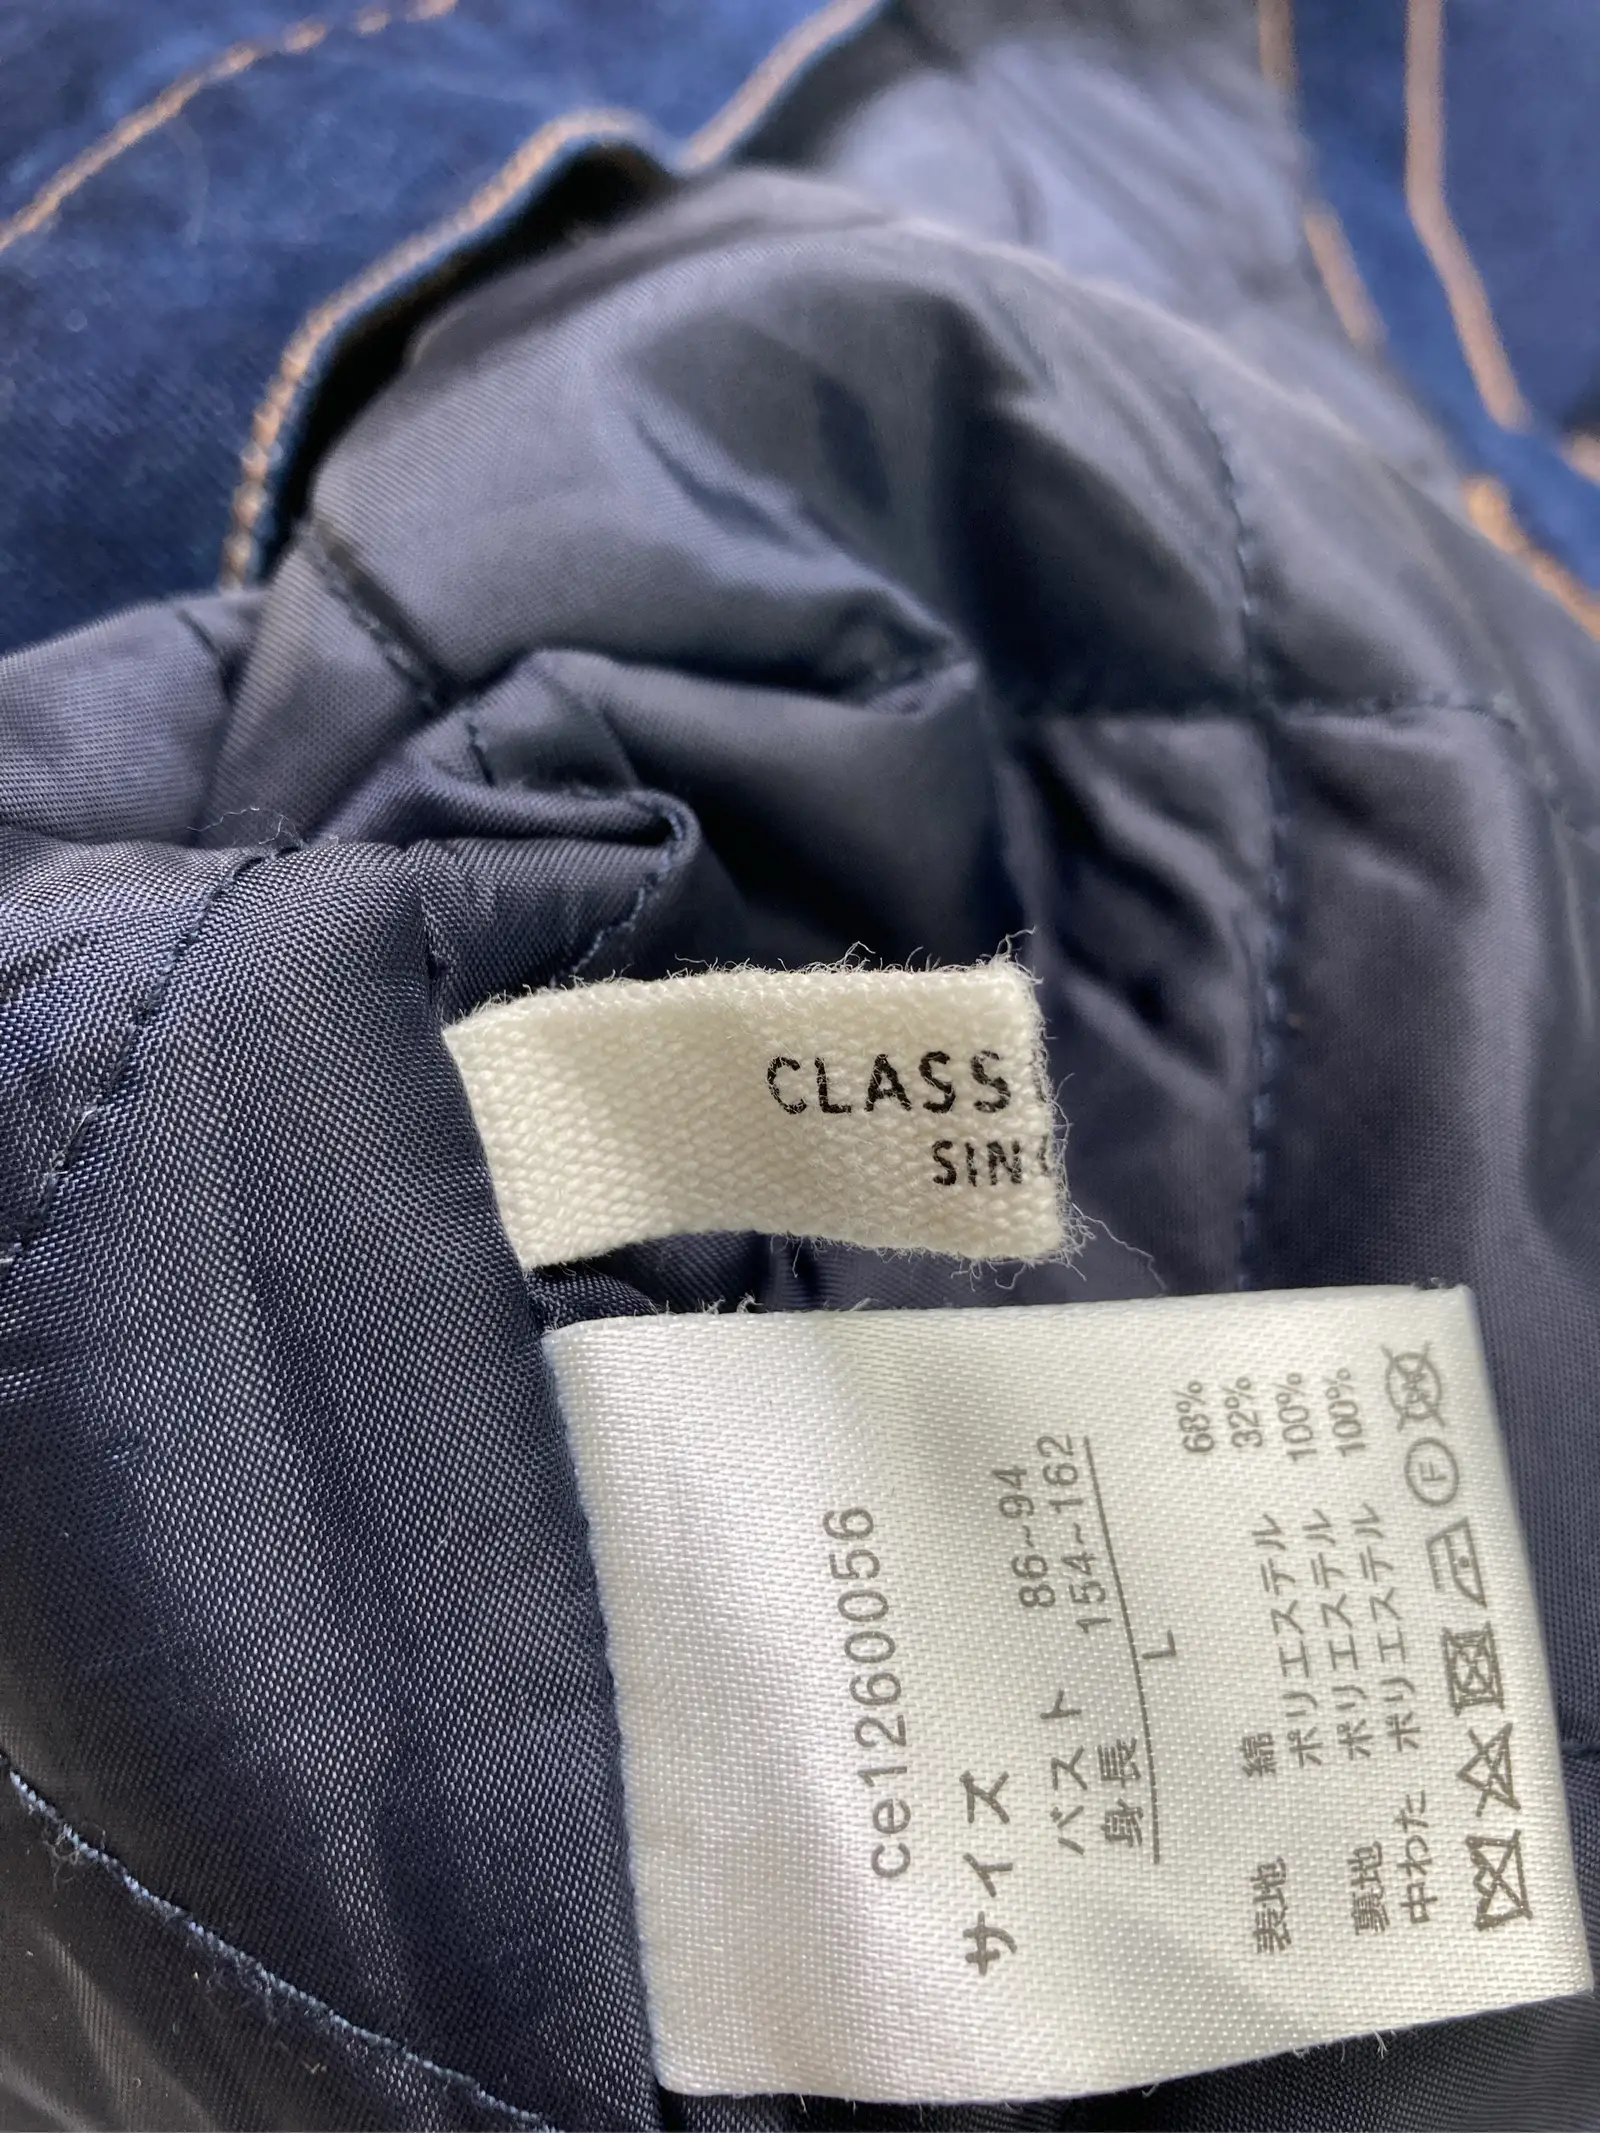 CLASS
SIN
ce1260056
サイズ
バスト 86~94
身長 154~162
L
表地 綿 68%
ポリエステル 32%
裏地 ポリエステル 100%
中わた ポリエステル 100%
F